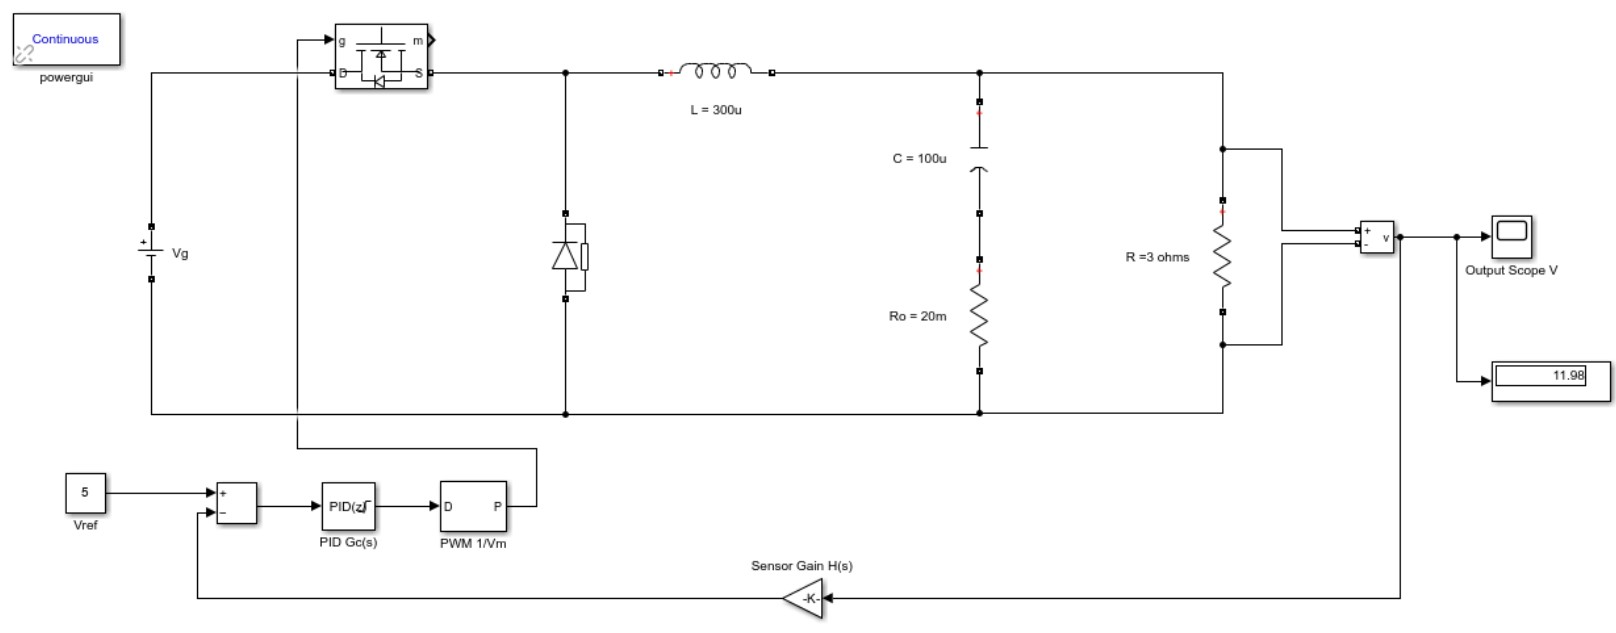 Continuous
powergui
g
m
D
S
L = 300u
C = 100u
+
Vg
R =3 ohms
+
-
v
Output Scope V
Ro = 20m
11.98
5
Vref
+
−
PID(z)
PID Gc(s)
D
P
PWM 1/Vm
Sensor Gain H(s)
-K-